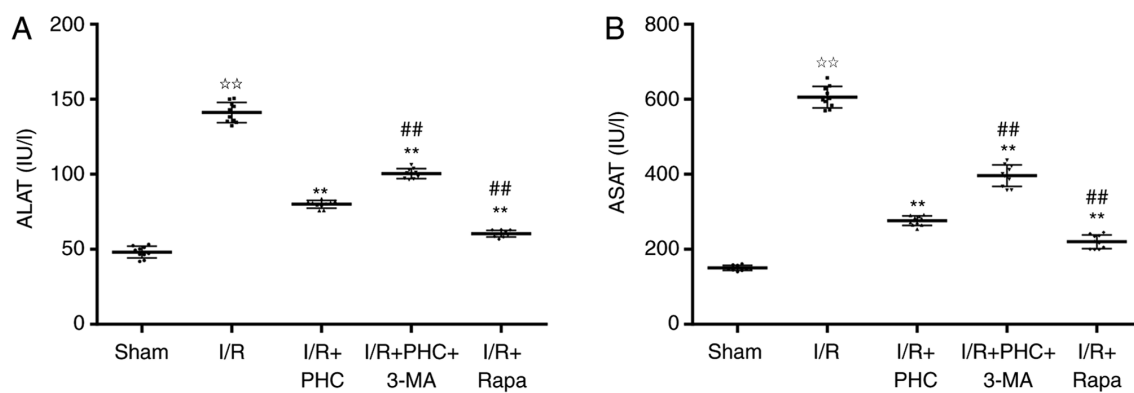 A
ALAT (IU/l)
200
150
100
50
0
☆☆
**
##
**
##
**
Sham
I/R
I/R+
PHC
I/R+PHC+
3-MA
I/R+
Rapa
B
ASAT (IU/l)
800
600
400
200
0
☆☆
**
##
**
##
**
Sham
I/R
I/R+
PHC
I/R+PHC+
3-MA
I/R+
Rapa